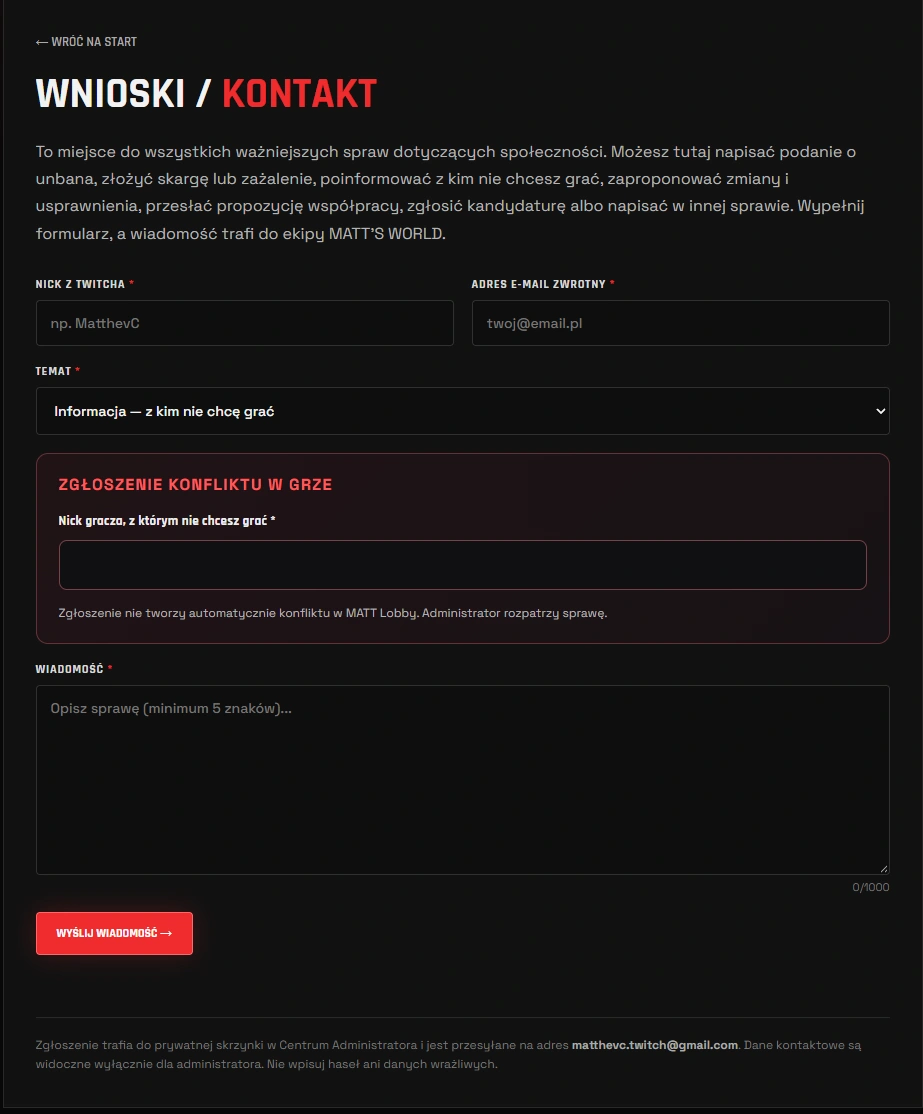 ← WRÓĆ NA START
WNIOSKI / KONTAKT
To miejsce do wszystkich ważniejszych spraw dotyczących społeczności. Możesz tutaj napisać podanie o
unbana, złożyć skargę lub zażalenie, poinformować z kim nie chcesz grać, zaproponować zmiany i
usprawnienia, przesłać propozycję współpracy, zgłosić kandydaturę albo napisać w innej sprawie. Wypełnij
formularz, a wiadomość trafi do ekipy MATT'S WORLD.
NICK Z TWITCHA *
ADRES E-MAIL ZWROTNY *
np. MatthevC
twoj@email.pl
TEMAT *
Informacja — z kim nie chcę grać
ZGŁOSZENIE KONFLIKTU W GRZE
Nick gracza, z którym nie chcesz grać *
Zgłoszenie nie tworzy automatycznie konfliktu w MATT Lobby. Administrator rozpatrzy sprawę.
WIADOMOŚĆ *
Opisz sprawę (minimum 5 znaków)...
0/1000
WYŚLIJ WIADOMOŚĆ →
Zgłoszenie trafia do prywatnej skrzynki w Centrum Administratora i jest przesyłane na adres matthevc.twitch@gmail.com. Dane kontaktowe są
widoczne wyłącznie dla administratora. Nie wpisuj haseł ani danych wrażliwych.